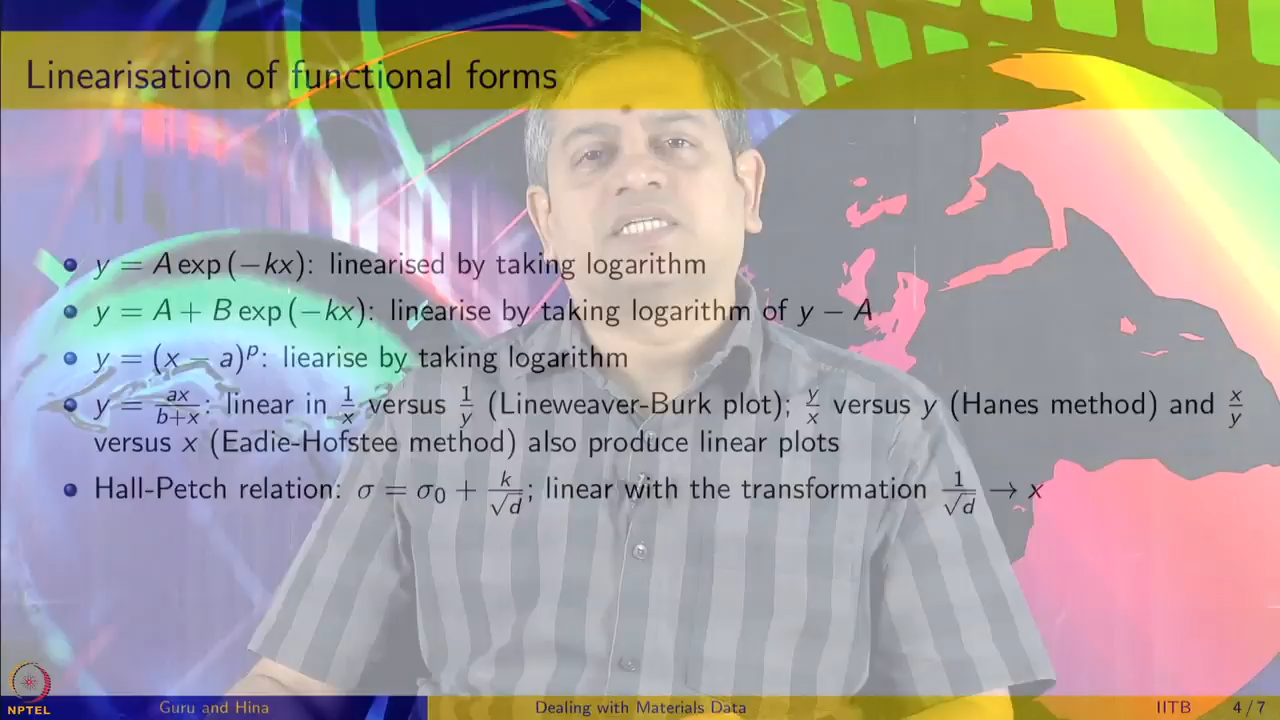 Linearisation of functional forms
y = A exp (−kx): linearised by taking logarithm
y = A + B exp (−kx): linearise by taking logarithm of y − A
y = (x − a)^p: liearise by taking logarithm
y = ax/(b+x): linear in 1/x versus 1/y (Lineweaver-Burk plot); y/x versus y (Hanes method) and x/y
versus x (Eadie-Hofstee method) also produce linear plots
Hall-Petch relation: σ = σ₀ + k/√d; linear with the transformation 1/√d → x
NPTEL
Guru and Hina Dealing with Materials Data IITB 4 / 7